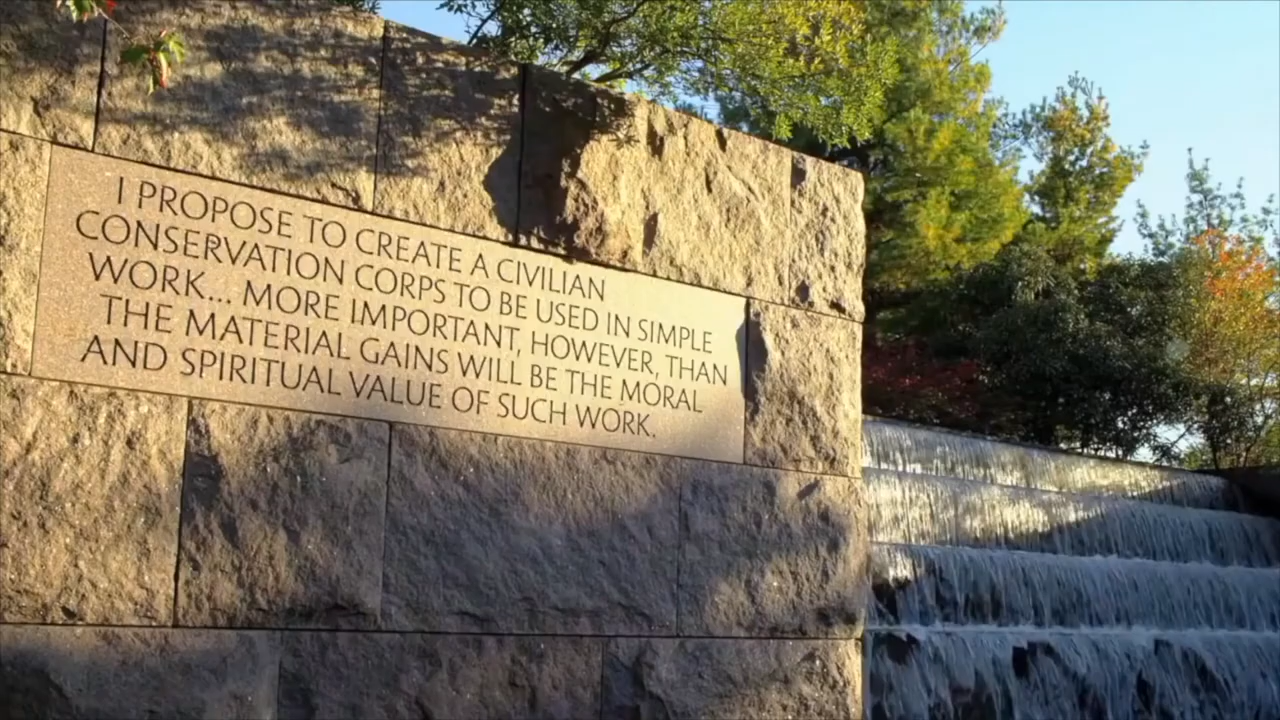 I PROPOSE TO CREATE A CIVILIAN
CONSERVATION CORPS TO BE USED IN SIMPLE
WORK... MORE IMPORTANT, HOWEVER, THAN
THE MATERIAL GAINS WILL BE THE MORAL
AND SPIRITUAL VALUE OF SUCH WORK.